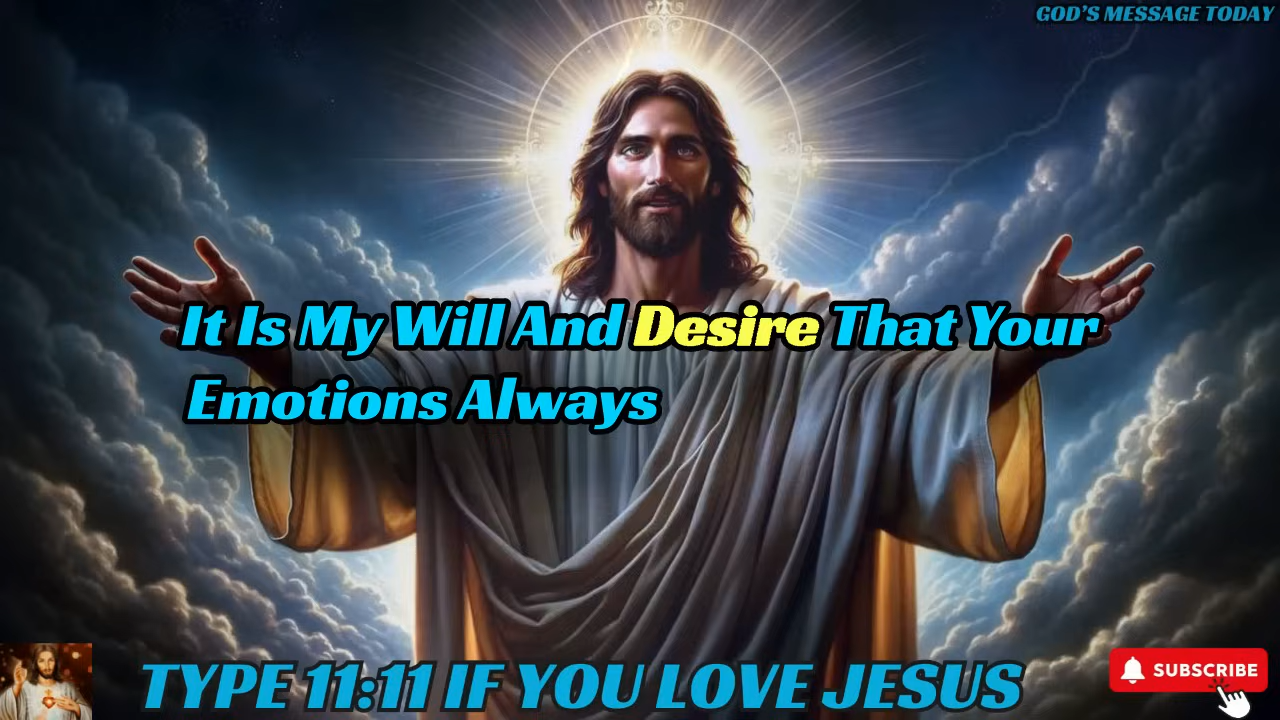 GOD'S MESSAGE TODAY
It Is My Will And Desire That Your
Emotions Always
TYPE 11:11 IF YOU LOVE JESUS
SUBSCRIBE